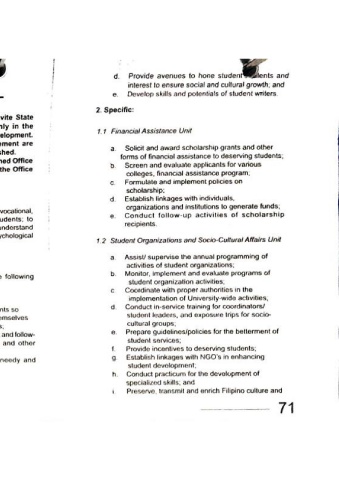 vite State
nly in the
elopment.
ement are
shed.
ned Office
the Office
vocational,
udents; to
understand
ychological
e following
nts so
emselves
s;
and follow-
and other
needy and
d. Provide avenues to hone student talents and
interest to ensure social and cultural growth; and
e. Develop skills and potentials of student writers.
2. Specific:
1.1 Financial Assistance Unit
a. Solicit and award scholarship grants and other
forms of financial assistance to deserving students;
b. Screen and evaluate applicants for various
colleges, financial assistance program;
c. Formulate and implement policies on
scholarship;
d. Establish linkages with individuals,
organizations and institutions to generate funds;
e. Conduct follow-up activities of scholarship
recipients.
1.2 Student Organizations and Socio-Cultural Affairs Unit
a. Assist/ supervise the annual programming of
activities of student organizations;
b. Monitor, implement and evaluate programs of
student organization activities;
c. Coordinate with proper authorities in the
implementation of University-wide activities;
d. Conduct in-service training for coordinators/
student leaders, and exposure trips for socio-
cultural groups;
e. Prepare guidelines/policies for the betterment of
student services;
f. Provide incentives to deserving students;
g. Establish linkages with NGO's in enhancing
student development;
h. Conduct practicum for the development of
specialized skills; and
i. Preserve, transmit and enrich Filipino culture and
71